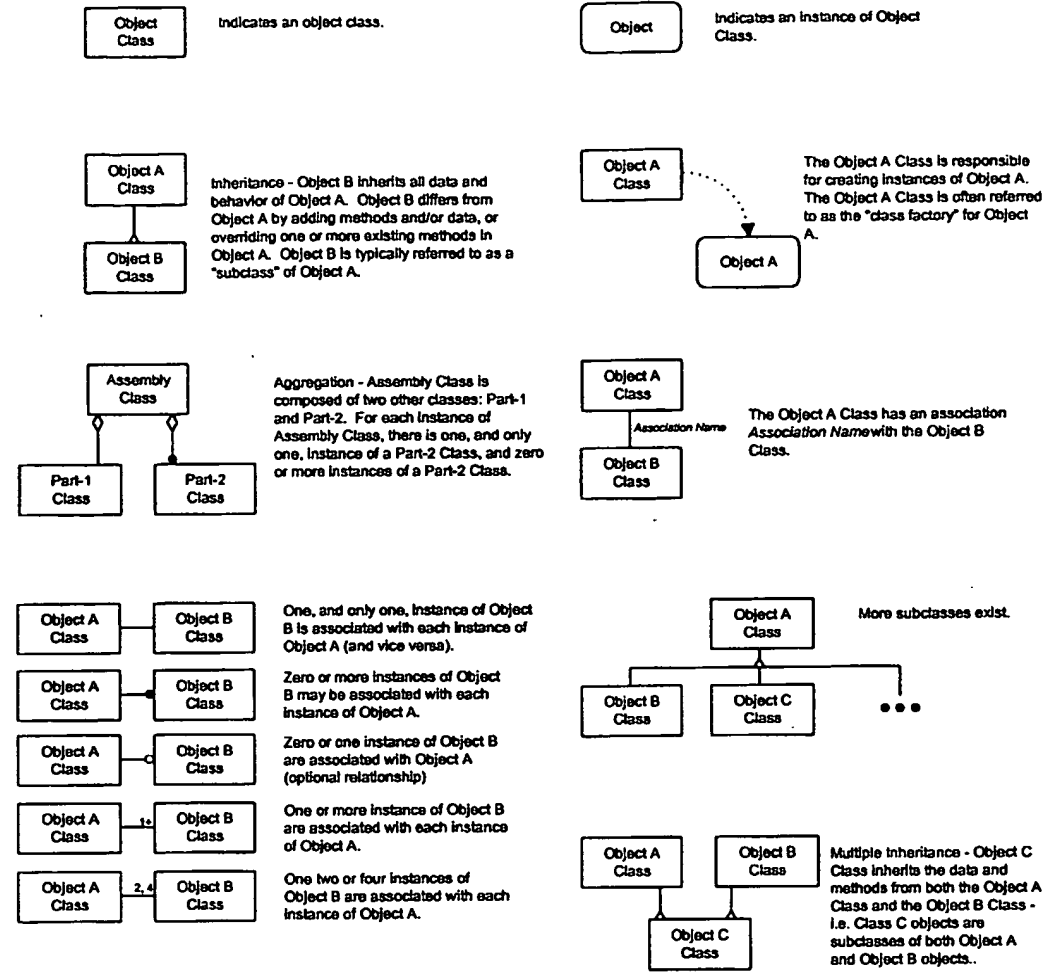 Object
Class
Indicates an object class.
Object
Indicates an instance of Object
Class.
Object A
Class
Object B
Class
Inheritance - Object B inherits all data and
behavior of Object A.  Object B differs from
Object A by adding methods and/or data, or
overriding one or more existing methods in
Object A.  Object B is typically referred to as a
"subclass" of Object A.
Object A
Class
Object A
The Object A Class is responsible
for creating instances of Object A.
The Object A Class is often referred
to as the "class factory" for Object
A.
Assembly
Class
Part-1
Class
Part-2
Class
Aggregation - Assembly Class is
composed of two other classes: Part-1
and Part-2.  For each instance of
Assembly Class, there is one, and only
one, instance of a Part-2 Class, and zero
or more instances of a Part-2 Class.
Object A
Class
Association Name
Object B
Class
The Object A Class has an association
Association Name with the Object B
Class.
Object A
Class
Object B
Class
One, and only one, instance of Object
B is associated with each instance of
Object A (and vice versa).
Object A
Class
Object B
Class
Zero or more instances of Object
B may be associated with each
instance of Object A.
Object A
Class
Object B
Class
Zero or one instance of Object B
are associated with Object A
(optional relationship)
Object A
Class
1+
Object B
Class
One or more instance of Object B
are associated with each instance
of Object A.
Object A
Class
2, 4
Object B
Class
One two or four instances of
Object B are associated with each
instance of Object A.
Object A
Class
Object B
Class
Object C
Class
More subclasses exist.
Object A
Class
Object B
Class
Object C
Class
Multiple Inheritance - Object C
Class inherits the data and
methods from both the Object A
Class and the Object B Class -
i.e. Class C objects are
subclasses of both Object A
and Object B objects..